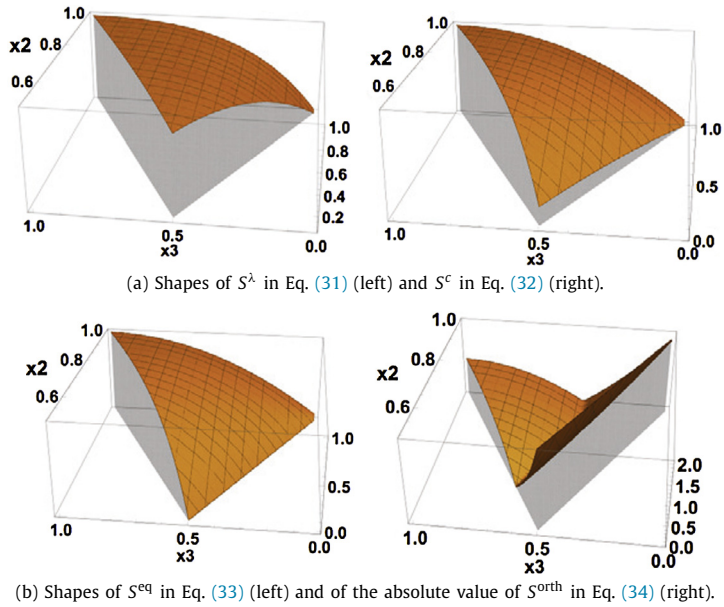 1.0 1.0
x2 0.8 x2 0.8
0.6 0.6
1.0 1.0
0.8
0.6 0.5
0.4
0.2
1.0 0.5 0.0 1.0 0.5 0.0
x3 x3
(a) Shapes of S^λ in Eq. (31) (left) and S^c in Eq. (32) (right).
1.0 1.0
x2 0.8 x2 0.8
0.6 0.6
1.0 2.0
0.5 1.5
1.0
0.5
0.0 0.0
1.0 0.5 0.0 1.0 0.5 0.0
x3 x3
(b) Shapes of S^eq in Eq. (33) (left) and of the absolute value of S^orth in Eq. (34) (right).